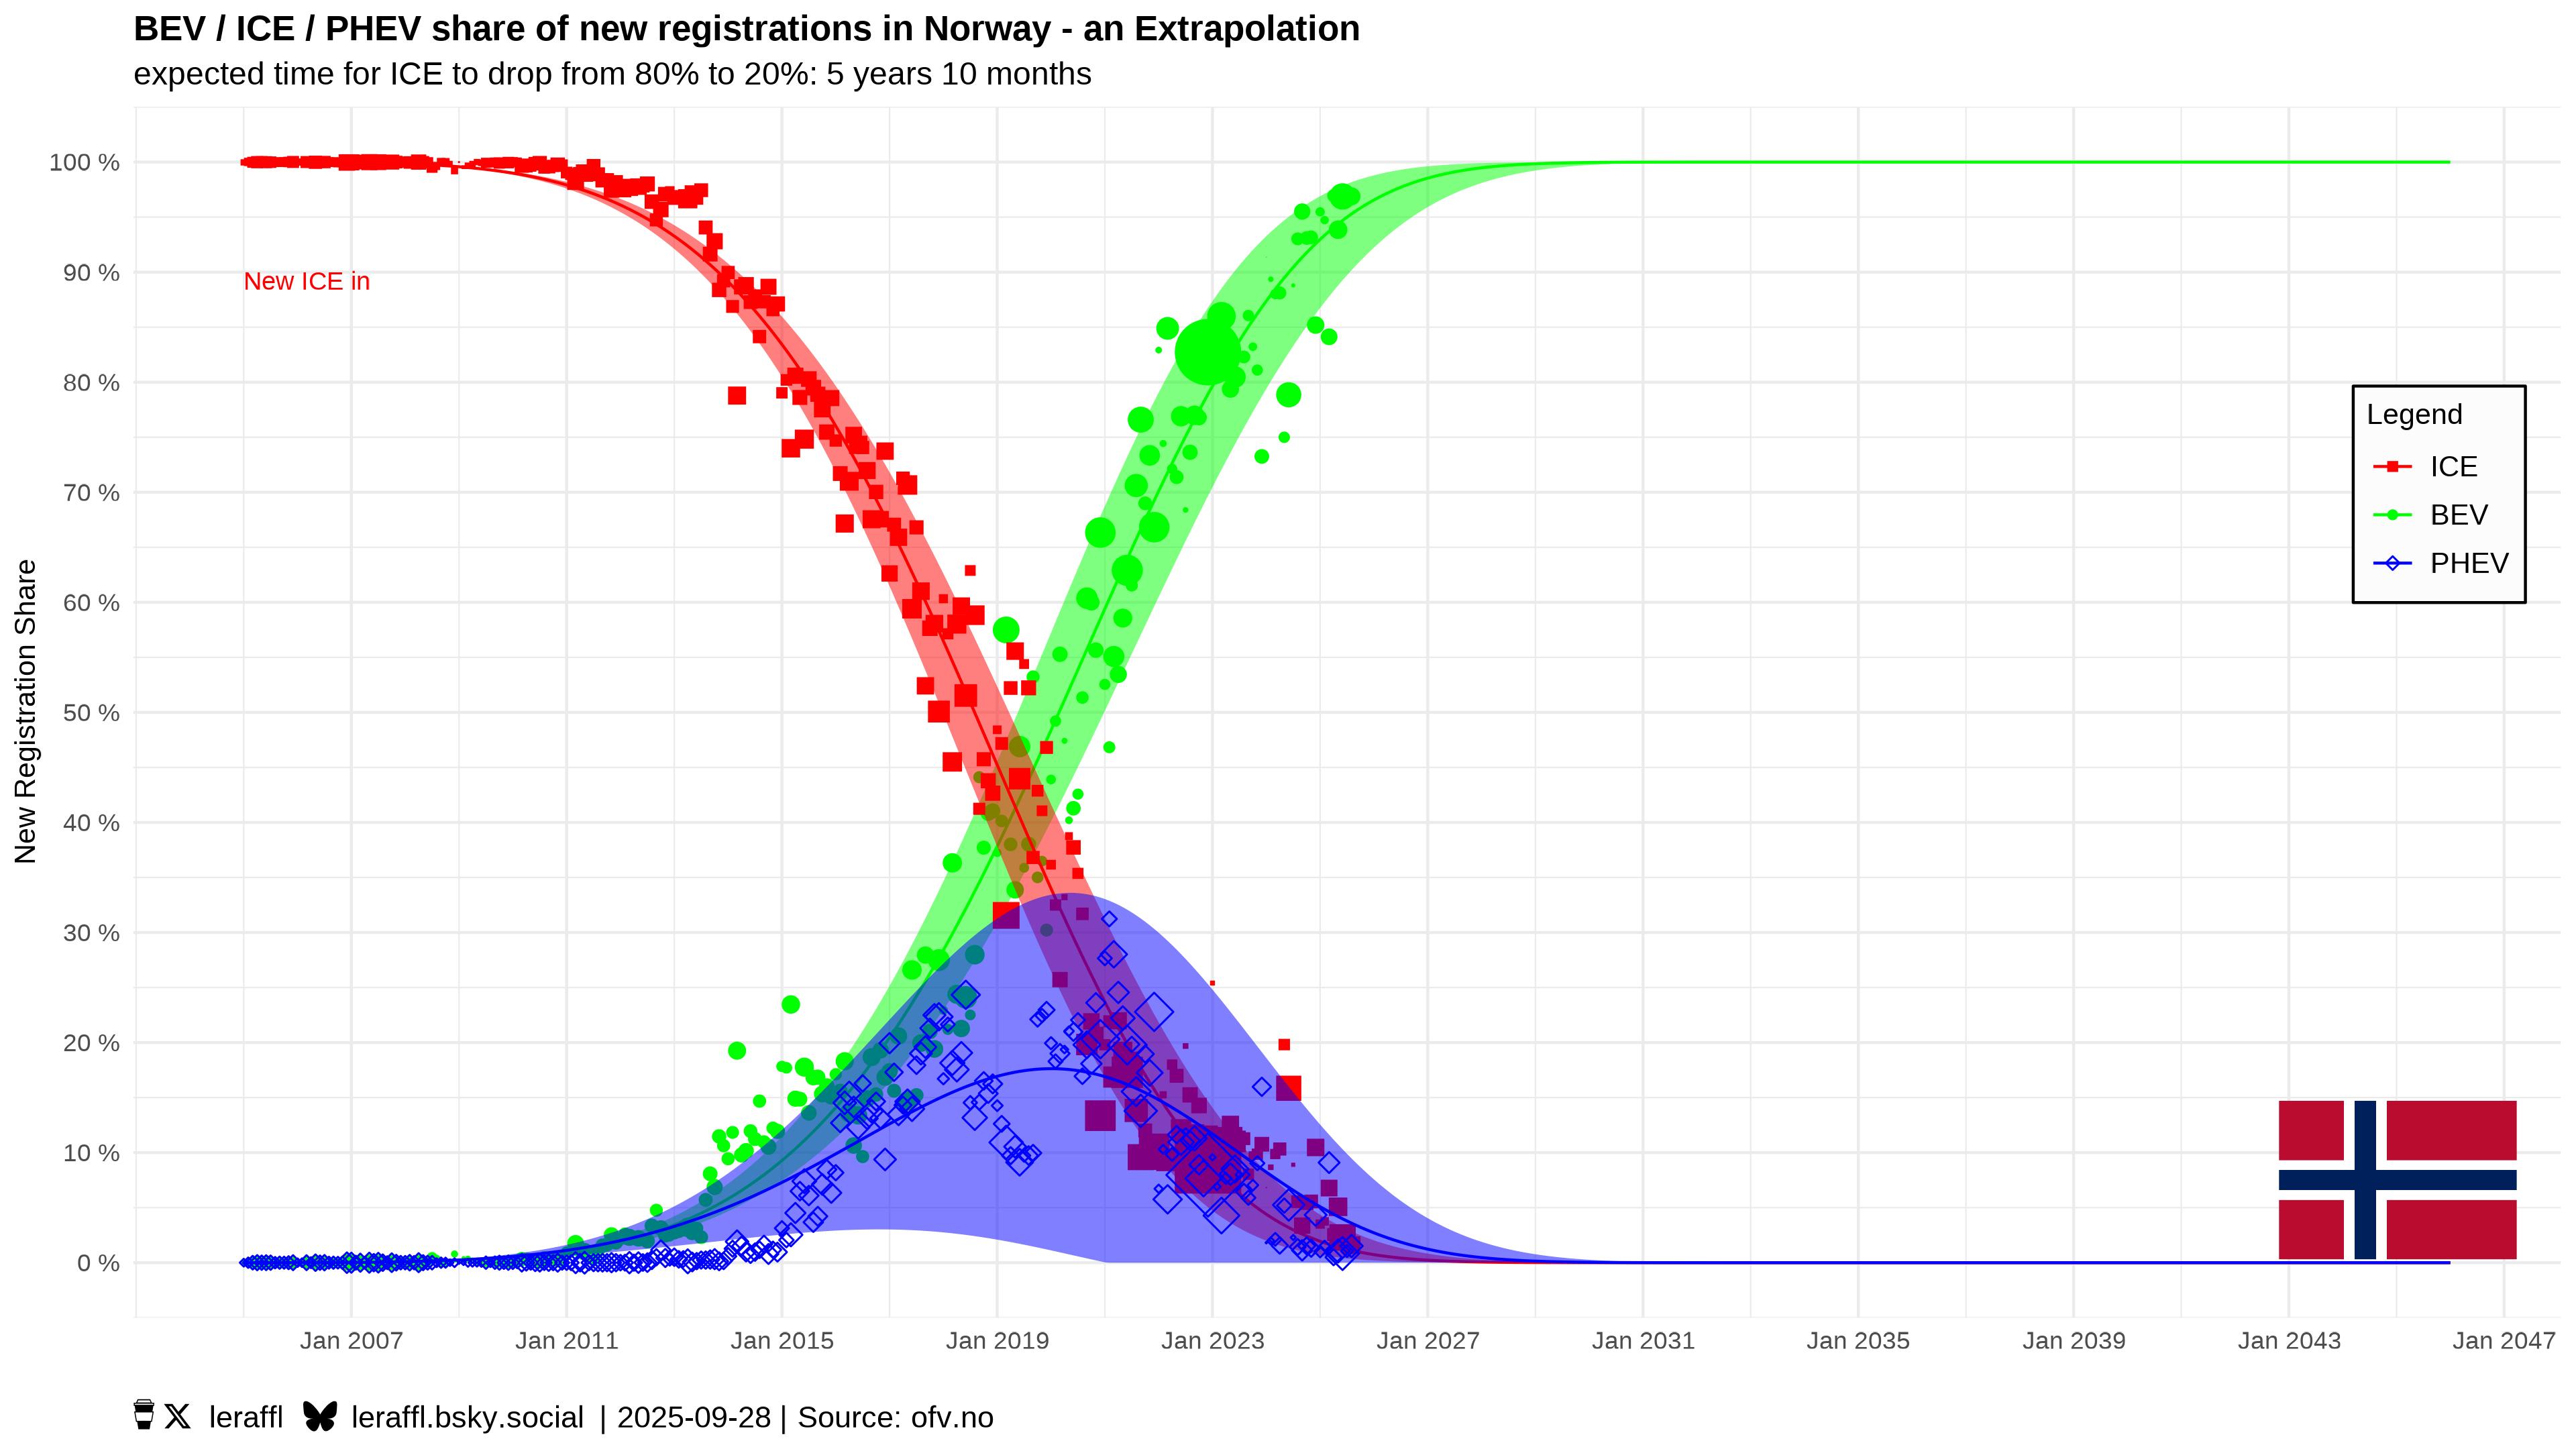 BEV / ICE / PHEV share of new registrations in Norway - an Extrapolation
expected time for ICE to drop from 80% to 20%: 5 years 10 months
New Registration Share
100 %
90 %
80 %
70 %
60 %
50 %
40 %
30 %
20 %
10 %
0 %
New ICE in
Legend
ICE
BEV
PHEV
Jan 2007
Jan 2011
Jan 2015
Jan 2019
Jan 2023
Jan 2027
Jan 2031
Jan 2035
Jan 2039
Jan 2043
Jan 2047
leraffl leraffl.bsky.social | 2025-09-28 | Source: ofv.no